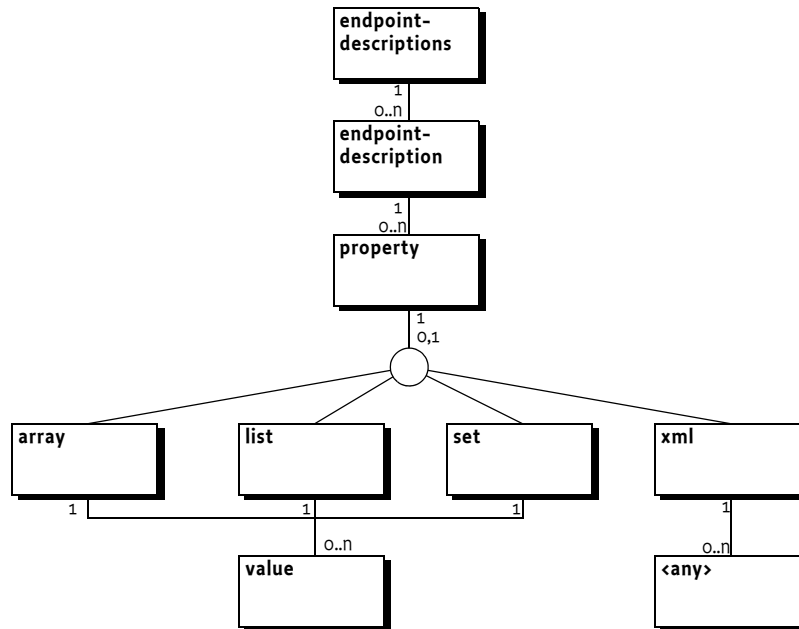 endpoint-
descriptions
1
0..n
endpoint-
description
1
0..n
property
1
0,1
array
list
set
xml
1
1
1
1
0..n
0..n
value
<any>